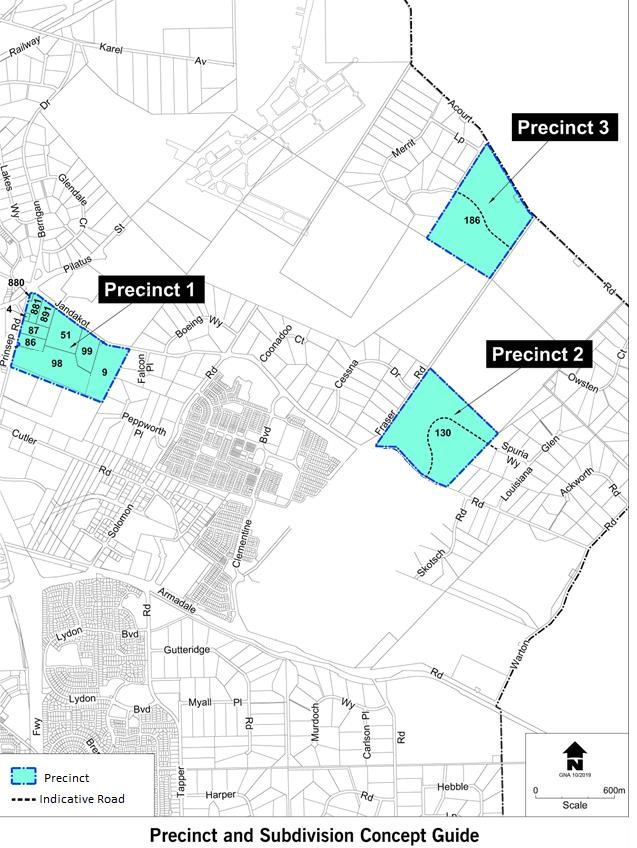 Railway
Karel
Av
Dr
Acourt
Precinct 3
Merrit
Lp
Lakes
Wy
Berrigan
Glendale
Cr
St
186
Pilatus
Rd
880
Precinct 1
4
881
891
Jandakot
87
51
86
98
99
9
Prinsep Rd
Boeing Wy
Coonadoo
Ct
Falcon
Pl
Rd
Cessna
Dr
Rd
Precinct 2
Ct
Owsten
Fraser
130
Peppworth
Pl
Bvd
Cutler
Rd
Spuria
Wy
Glen
Louisiana
Ackworth
Rd
Rd
Rd
Rd
Solomon
Clementine
Skotsch
Armadale
Rd
Lydon
Bvd
Gutteridge
Rd
Warton
Lydon
Bvd
Myall
Pl
Rd
Murdoch
Wy
Carlson Pl
Rd
Fwy
Tapper
Harper
Rd
Hebble
Lp
Precinct
Indicative Road
N
GNA 10/2019
0 600m
Scale
Precinct and Subdivision Concept Guide